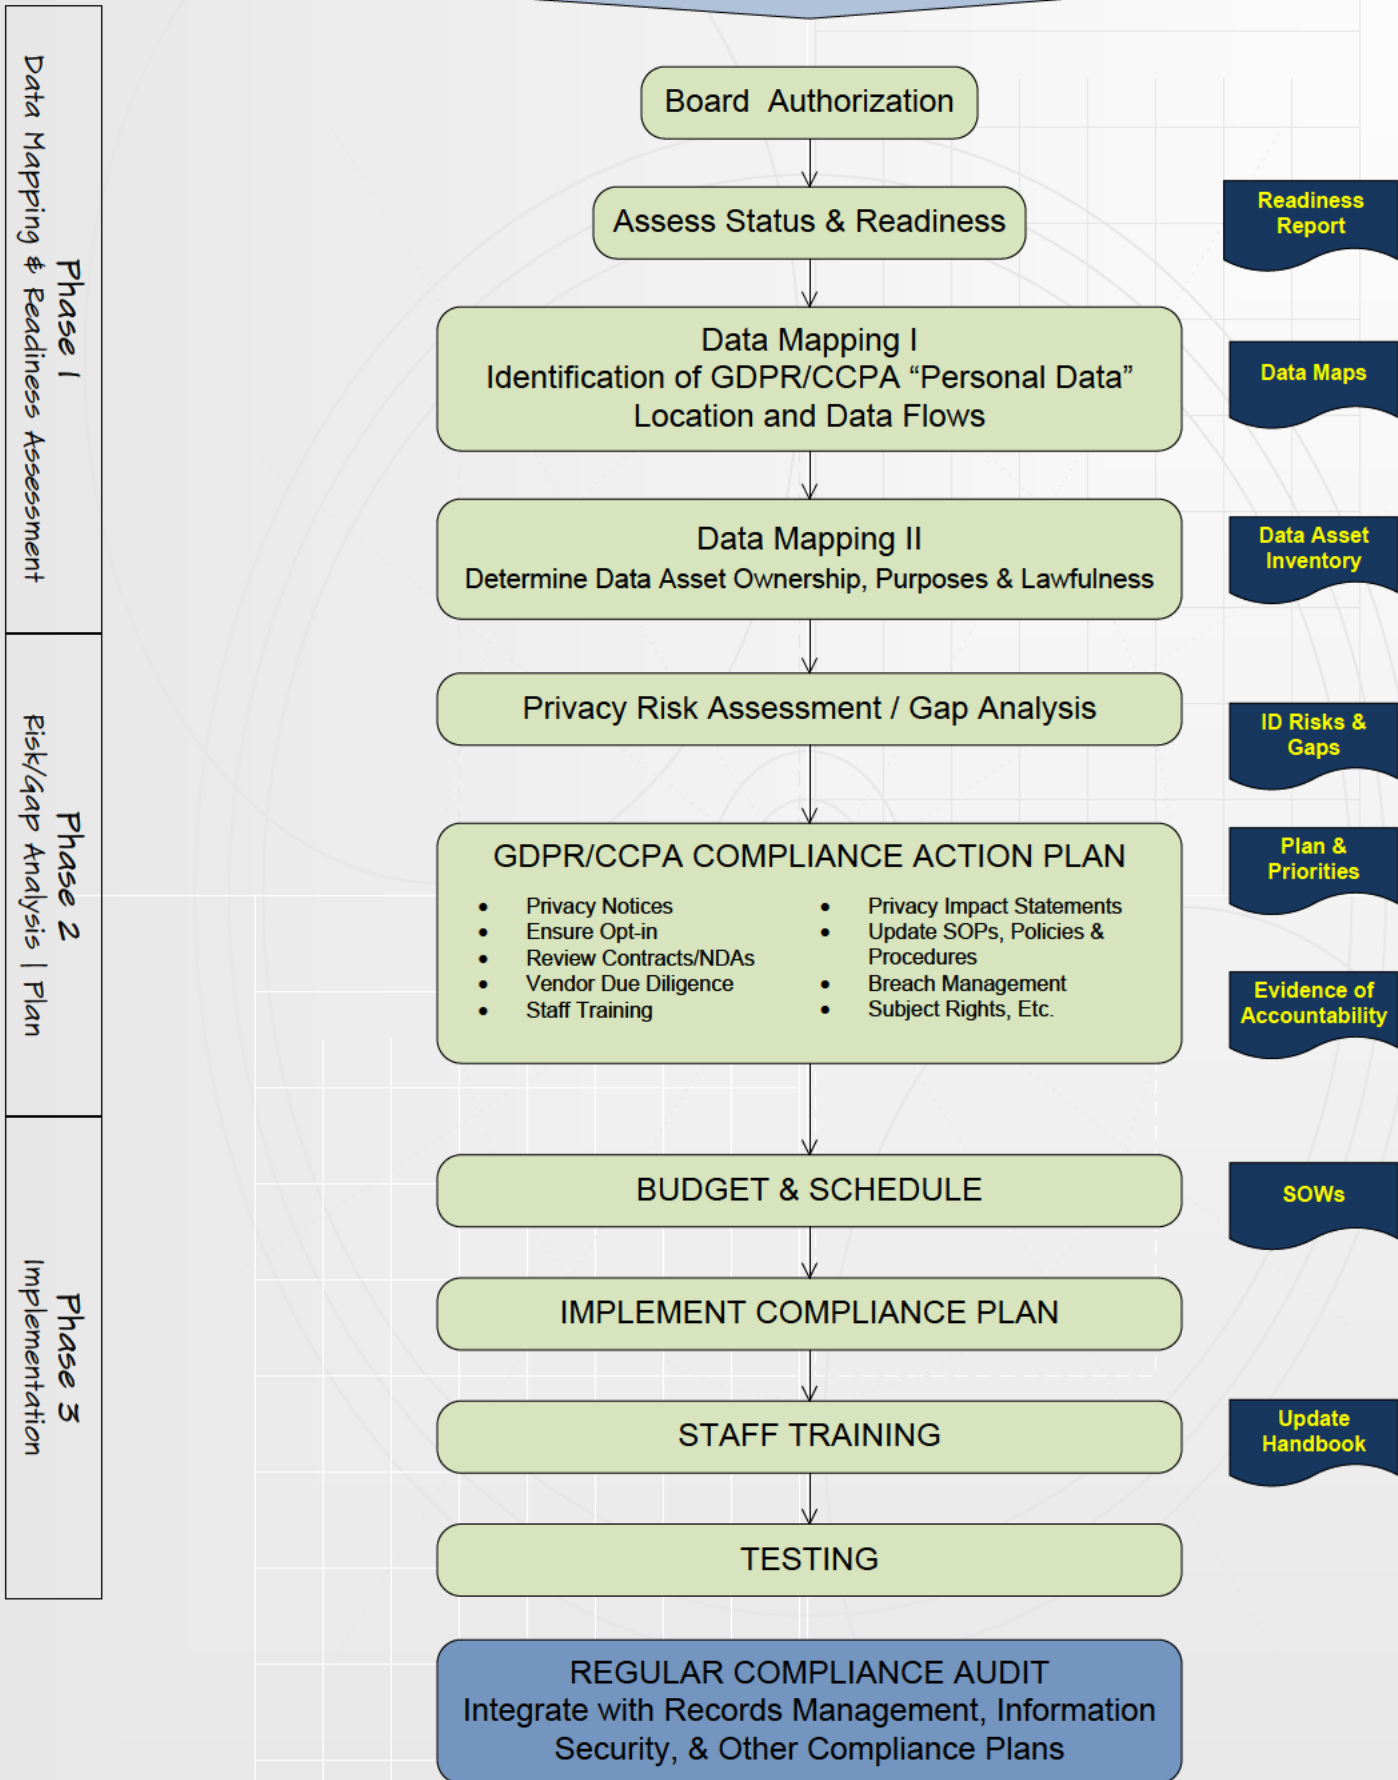 Phase 1
Data Mapping & Readiness Assessment
Phase 2
Risk/Gap Analysis | Plan
Phase 3
Implementation
Board Authorization
Assess Status & Readiness
Readiness
Report
Data Mapping I
Identification of GDPR/CCPA “Personal Data”
Location and Data Flows
Data Maps
Data Mapping II
Determine Data Asset Ownership, Purposes & Lawfulness
Data Asset
Inventory
Privacy Risk Assessment / Gap Analysis
ID Risks &
Gaps
GDPR/CCPA COMPLIANCE ACTION PLAN
• Privacy Notices
• Ensure Opt-in
• Review Contracts/NDAs
• Vendor Due Diligence
• Staff Training
• Privacy Impact Statements
• Update SOPs, Policies &
Procedures
• Breach Management
• Subject Rights, Etc.
Plan &
Priorities
Evidence of
Accountability
BUDGET & SCHEDULE
SOWs
IMPLEMENT COMPLIANCE PLAN
STAFF TRAINING
Update
Handbook
TESTING
REGULAR COMPLIANCE AUDIT
Integrate with Records Management, Information
Security, & Other Compliance Plans